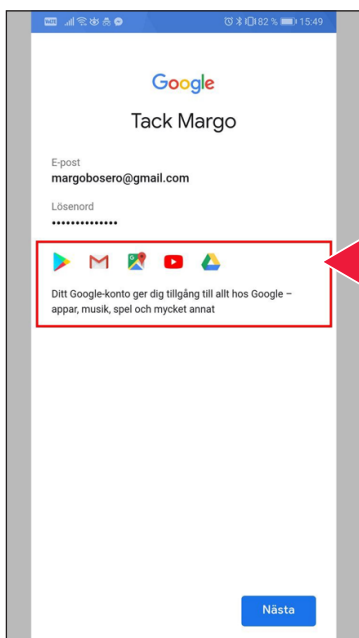 82 % 15:49
Google
Tack Margo
E-post
margobosero@gmail.com
Lösenord
••••••••••••••
Ditt Google-konto ger dig tillgång till allt hos Google –
appar, musik, spel och mycket annat
Nästa